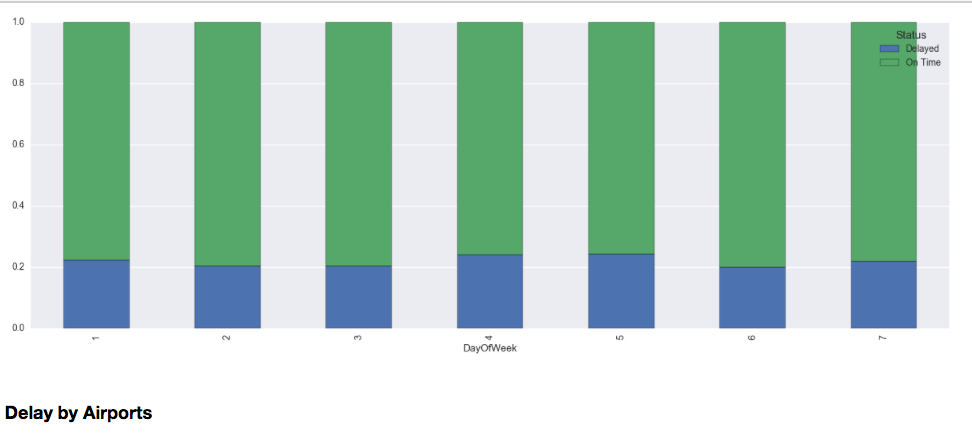 1.0
0.8
0.6
0.4
0.2
0.0
Status
Delayed
On Time
1 2 3 4 5 6 7
DayOfWeek
Delay by Airports